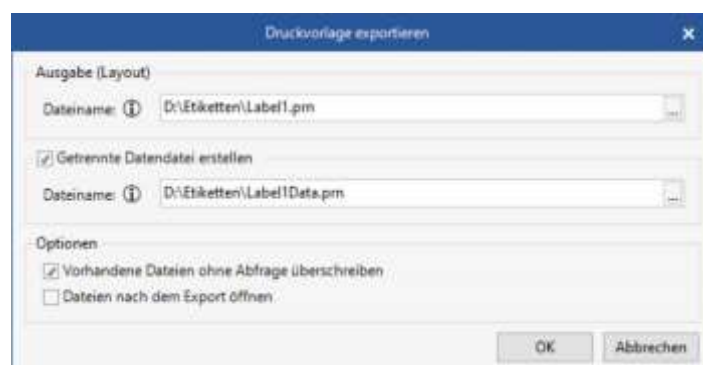 Druckvorlage exportieren
Ausgabe (Layout)
Dateiname: D:\Etiketten\Label1.prn
...
Getrennte Datendatei erstellen
Dateiname: D:\Etiketten\Label1Data.prn
...
Optionen
Vorhandene Dateien ohne Abfrage überschreiben
Dateien nach dem Export öffnen
OK Abbrechen